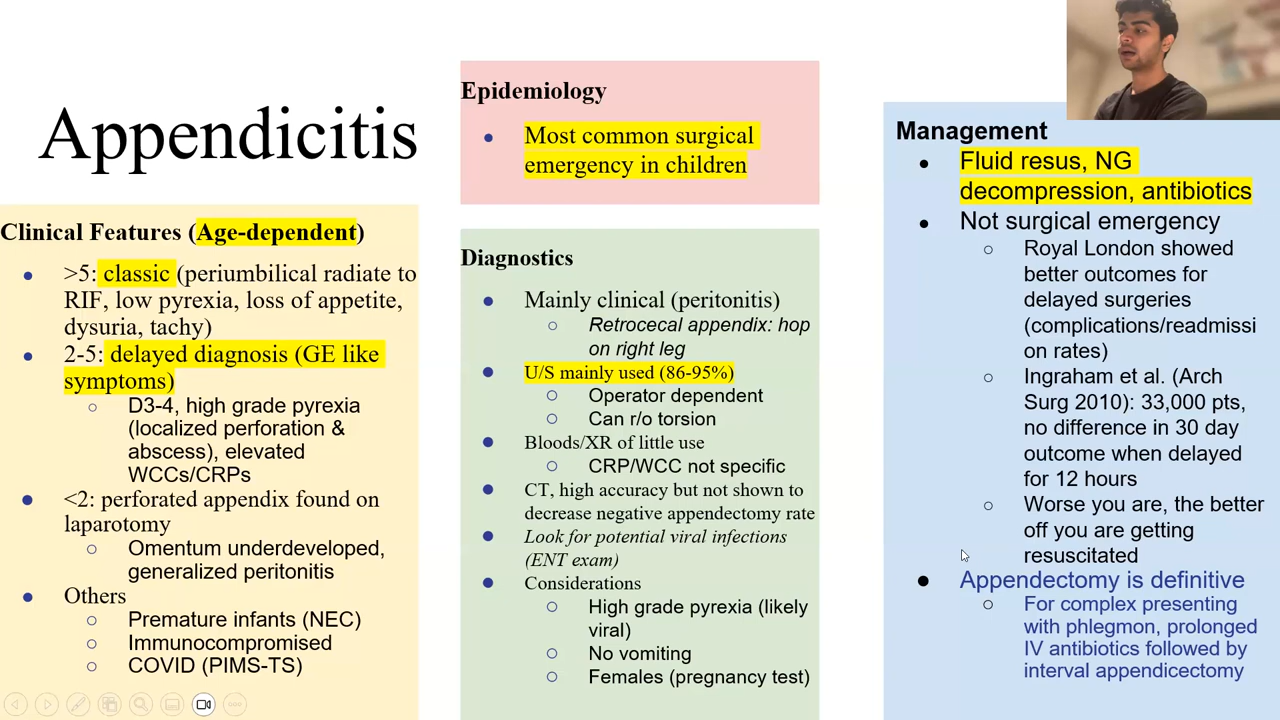 Appendicitis
Clinical Features (Age-dependent)
>5: classic (periumbilical radiate to
RIF, low pyrexia, loss of appetite,
dysuria, tachy)
2-5: delayed diagnosis (GE like
symptoms)
D3-4, high grade pyrexia
(localized perforation &
abscess), elevated
WCCs/CRPs
<2: perforated appendix found on
laparotomy
Omentum underdeveloped,
generalized peritonitis
Others
Premature infants (NEC)
Immunocompromised
COVID (PIMS-TS)
Epidemiology
Most common surgical
emergency in children
Diagnostics
Mainly clinical (peritonitis)
Retrocecal appendix: hop
on right leg
U/S mainly used (86-95%)
Operator dependent
Can r/o torsion
Bloods/XR of little use
CRP/WCC not specific
CT, high accuracy but not shown to
decrease negative appendectomy rate
Look for potential viral infections
(ENT exam)
Considerations
High grade pyrexia (likely
viral)
No vomiting
Females (pregnancy test)
Management
Fluid resus, NG
decompression, antibiotics
Not surgical emergency
Royal London showed
better outcomes for
delayed surgeries
(complications/readmissi
on rates)
Ingraham et al. (Arch
Surg 2010): 33,000 pts,
no difference in 30 day
outcome when delayed
for 12 hours
Worse you are, the better
off you are getting
resuscitated
Appendectomy is definitive
For complex presenting
with phlegmon, prolonged
IV antibiotics followed by
interval appendicectomy